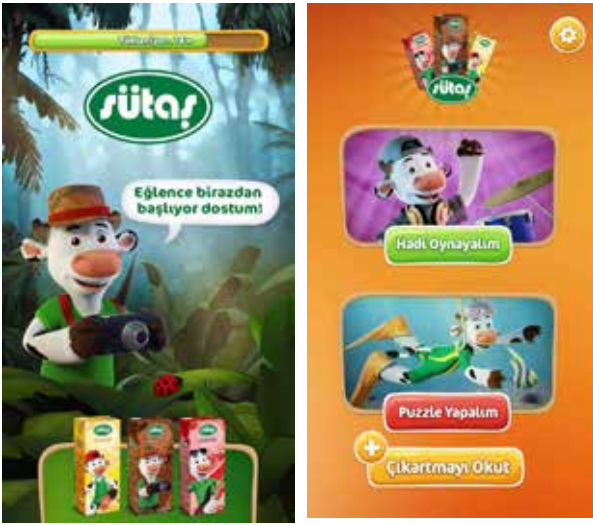 sütaş
Eğlence birazdan
başlıyor dostum!
sütaş
Hadi Oynayalım
Puzzle Yapalım
Çıkartmayı Okut